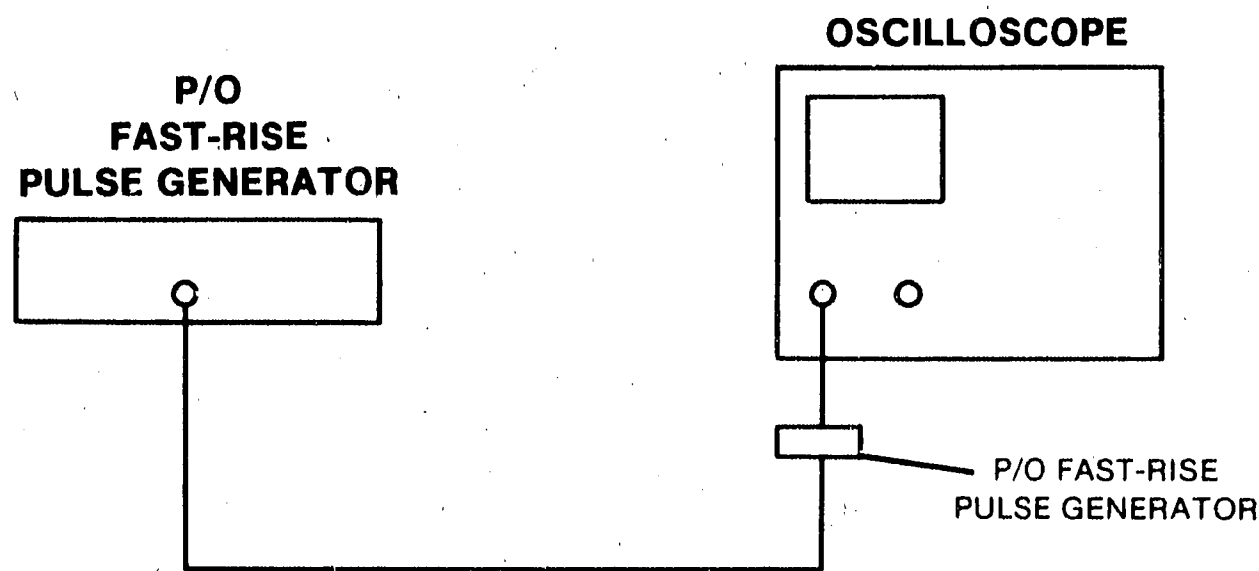 OSCILLOSCOPE
P/O
FAST-RISE
PULSE GENERATOR
P/O FAST-RISE
PULSE GENERATOR